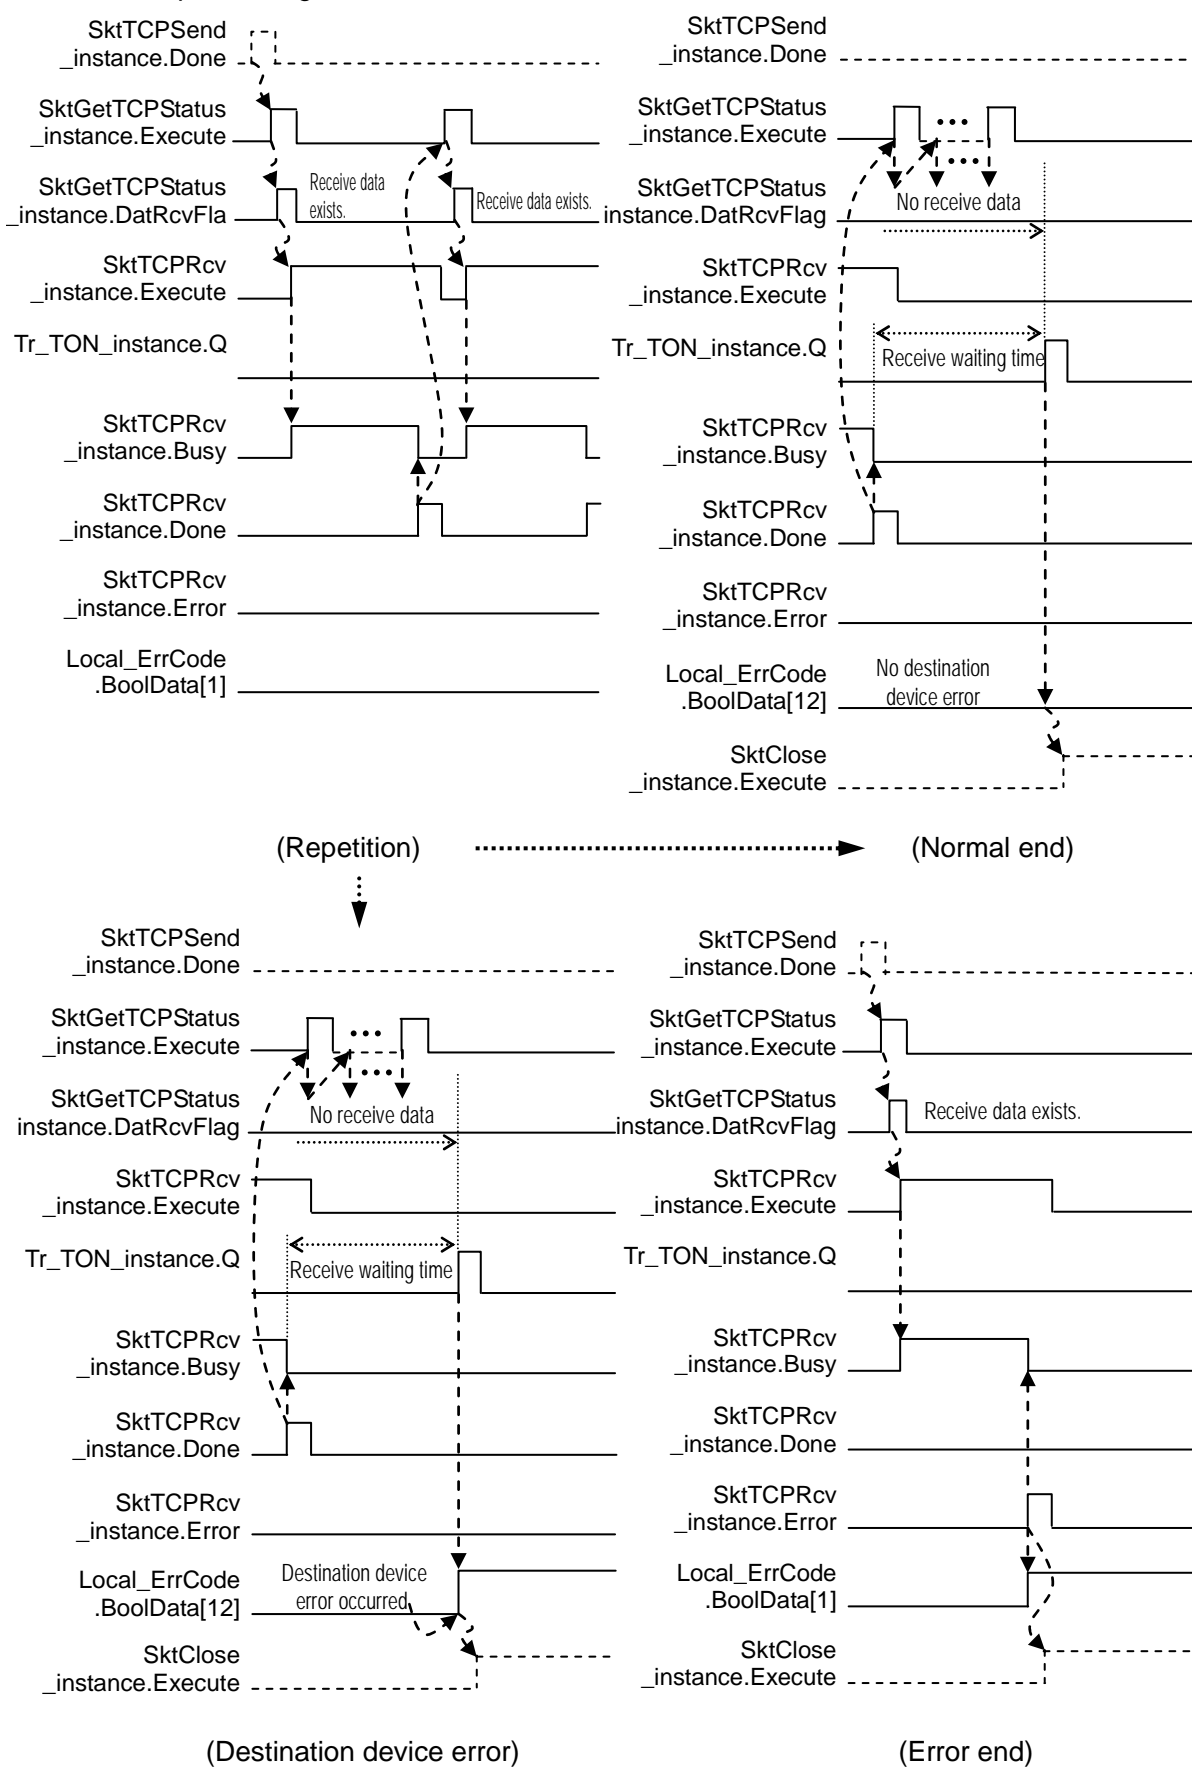 SktTCPSend
_instance.Done
SktGetTCPStatus
_instance.Execute
SktGetTCPStatus
_instance.DatRcvFla
Receive data
exists.
Receive data exists.
SktTCPRcv
_instance.Execute
Tr_TON_instance.Q
SktTCPRcv
_instance.Busy
SktTCPRcv
_instance.Done
SktTCPRcv
_instance.Error
Local_ErrCode
.BoolData[1]
SktTCPSend
_instance.Done
SktGetTCPStatus
_instance.Execute
SktGetTCPStatus
instance.DatRcvFlag
No receive data
SktTCPRcv
_instance.Execute
Tr_TON_instance.Q
Receive waiting time
SktTCPRcv
_instance.Busy
SktTCPRcv
_instance.Done
SktTCPRcv
_instance.Error
Local_ErrCode
.BoolData[12]
No destination
device error
SktClose
_instance.Execute
(Repetition)
(Normal end)
SktTCPSend
_instance.Done
SktGetTCPStatus
_instance.Execute
SktGetTCPStatus
instance.DatRcvFlag
No receive data
SktTCPRcv
_instance.Execute
Tr_TON_instance.Q
Receive waiting time
SktTCPRcv
_instance.Busy
SktTCPRcv
_instance.Done
SktTCPRcv
_instance.Error
Local_ErrCode
.BoolData[12]
Destination device
error occurred
SktClose
_instance.Execute
(Destination device error)
SktTCPSend
_instance.Done
SktGetTCPStatus
_instance.Execute
SktGetTCPStatus
instance.DatRcvFlag
Receive data exists.
SktTCPRcv
_instance.Execute
Tr_TON_instance.Q
SktTCPRcv
_instance.Busy
SktTCPRcv
_instance.Done
SktTCPRcv
_instance.Error
Local_ErrCode
.BoolData[1]
SktClose
_instance.Execute
(Error end)